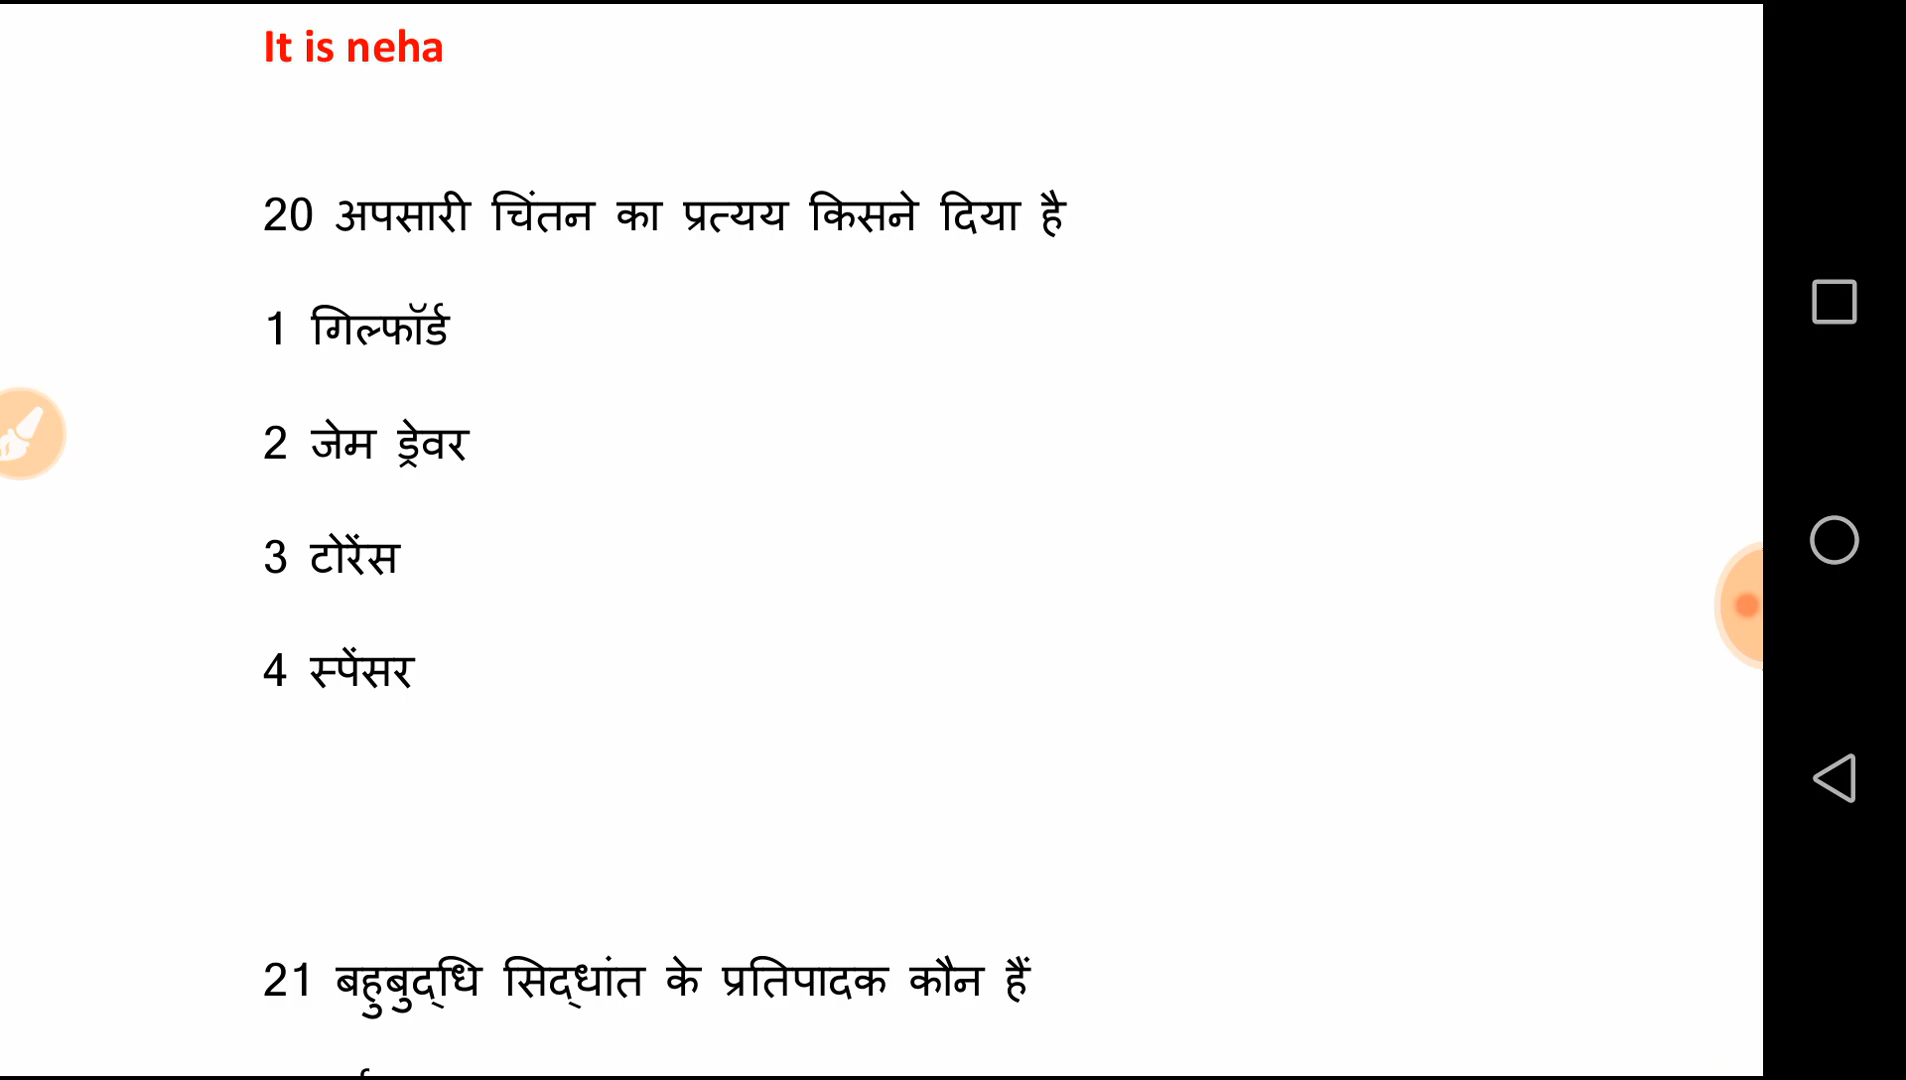 It is neha
20 अपसारी चिंतन का प्रत्यय किसने दिया है
1 गिल्फॉर्ड
2 जेम ड्रेवर
3 टोरेंस
4 स्पेंसर
21 बहुबुद्धि सिद्धांत के प्रतिपादक कौन हैं